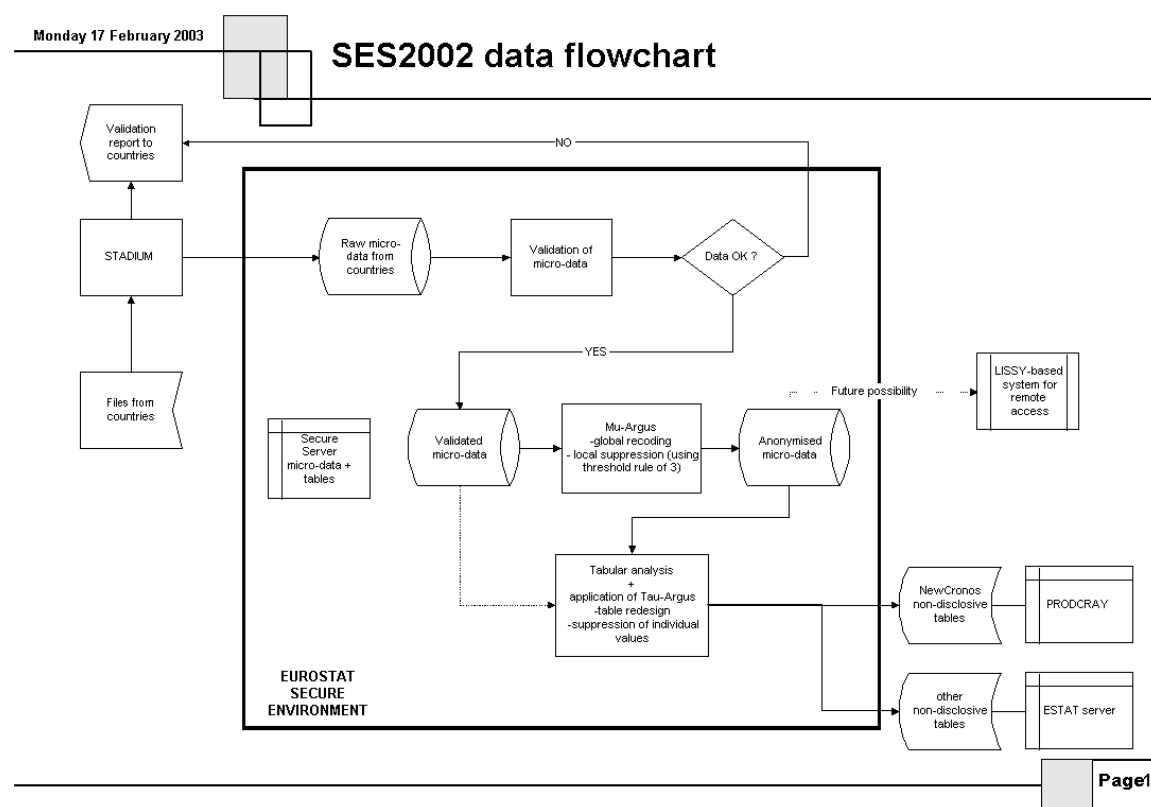 Monday 17 February 2003
SES2002 data flowchart
Validation
report to
countries
NO
STADIUM
Raw micro-
data from
countries
Validation of
micro-data
Data OK ?
YES
Files from
countries
LISSY-based
system for
remote
access
Future possibility
Secure
Server
micro-data +
tables
Validated
micro-data
Mu-Argus
-global recoding
- local suppression (using
threshold rule of 3)
Anonymised
micro-data
Tabular analysis
+
application of Tau-Argus
-table redesign
-suppression of individual
values
NewCronos
non-disclosive
tables
PRODCRAY
EUROSTAT
SECURE
ENVIRONMENT
other
non-disclosive
tables
ESTAT server
Page1